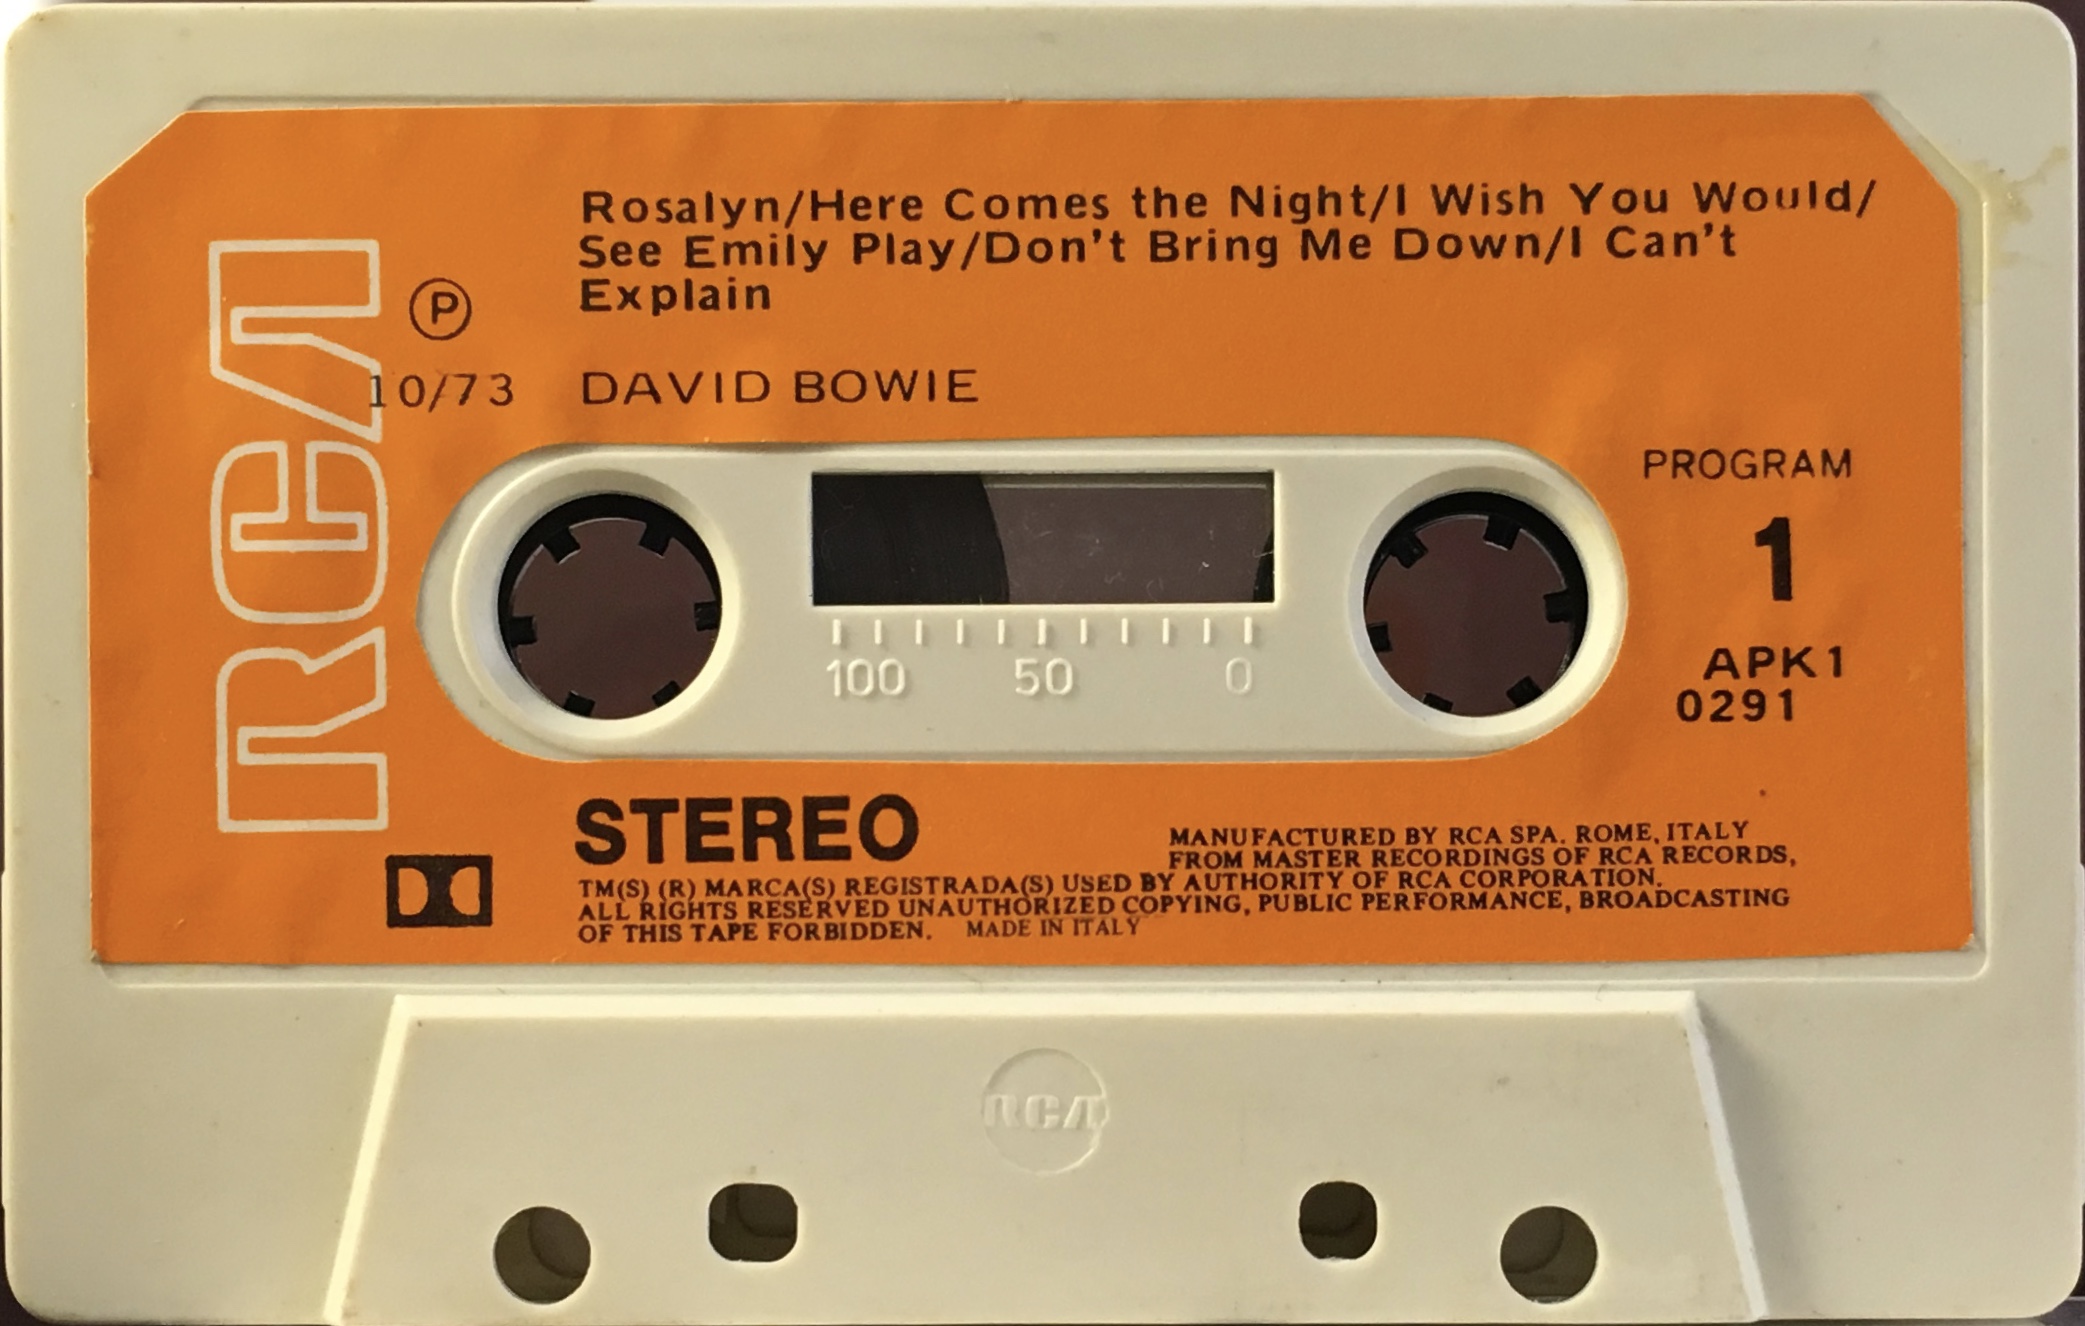 Rosalyn/Here Comes the Night/I Wish You Would/
See Emily Play/Don't Bring Me Down/I Can't
Explain
RCA
P
10/73
DAVID BOWIE
PROGRAM
1
APK1
0291
100 50 0
STEREO
MANUFACTURED BY RCA SPA. ROME, ITALY
FROM MASTER RECORDINGS OF RCA RECORDS,
TM(S) (R) MARCA(S) REGISTRADA(S) USED BY AUTHORITY OF RCA CORPORATION.
ALL RIGHTS RESERVED UNAUTHORIZED COPYING, PUBLIC PERFORMANCE, BROADCASTING
OF THIS TAPE FORBIDDEN. MADE IN ITALY
RCA